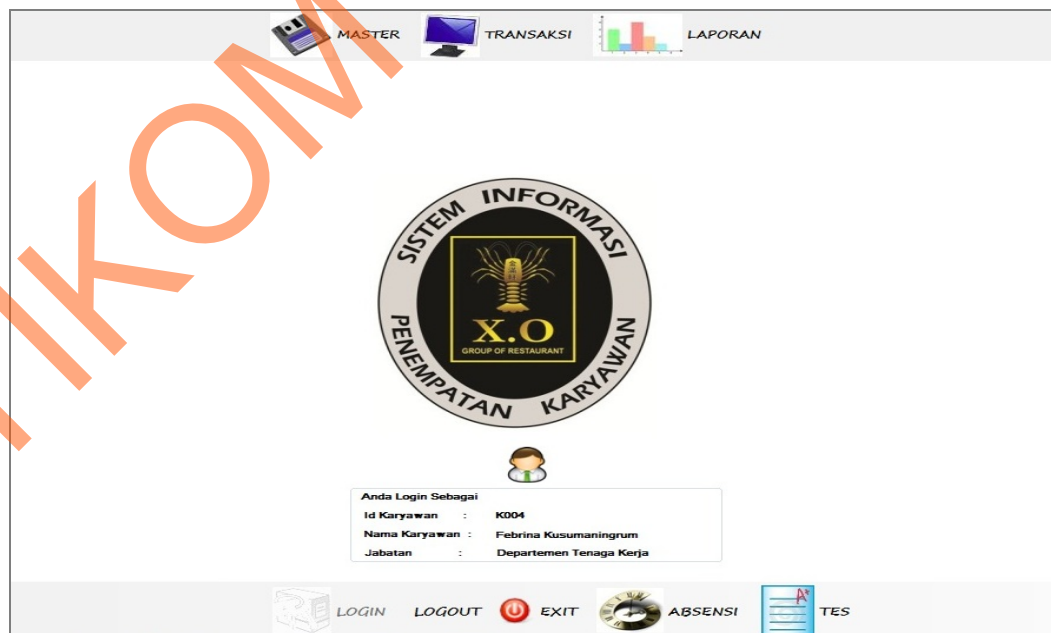 MASTER TRANSAKSI LAPORAN
SISTEM INFORMASI
X.O
GROUP OF RESTAURANT
PENEMPATAN KARYAWAN
Anda Login Sebagai
Id Karyawan : K004
Nama Karyawan : Febrina Kusumaningrum
Jabatan : Departemen Tenaga Kerja
LOGIN LOGOUT EXIT ABSENSI A+ TES
IKOM